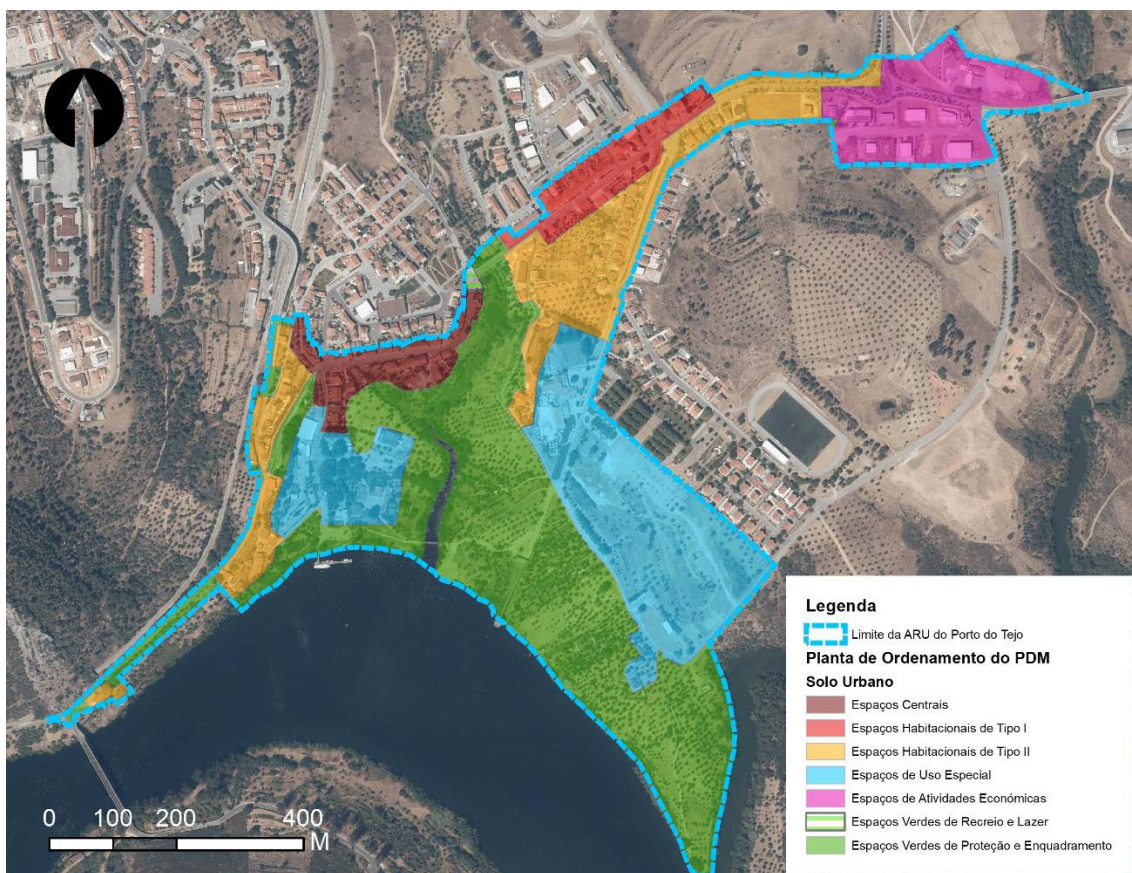 Legenda
Limite da ARU do Porto do Tejo
Planta de Ordenamento do PDM
Solo Urbano
Espaços Centrais
Espaços Habitacionais de Tipo I
Espaços Habitacionais de Tipo II
Espaços de Uso Especial
Espaços de Atividades Económicas
Espaços Verdes de Recreio e Lazer
Espaços Verdes de Proteção e Enquadramento
0 100 200 400
M